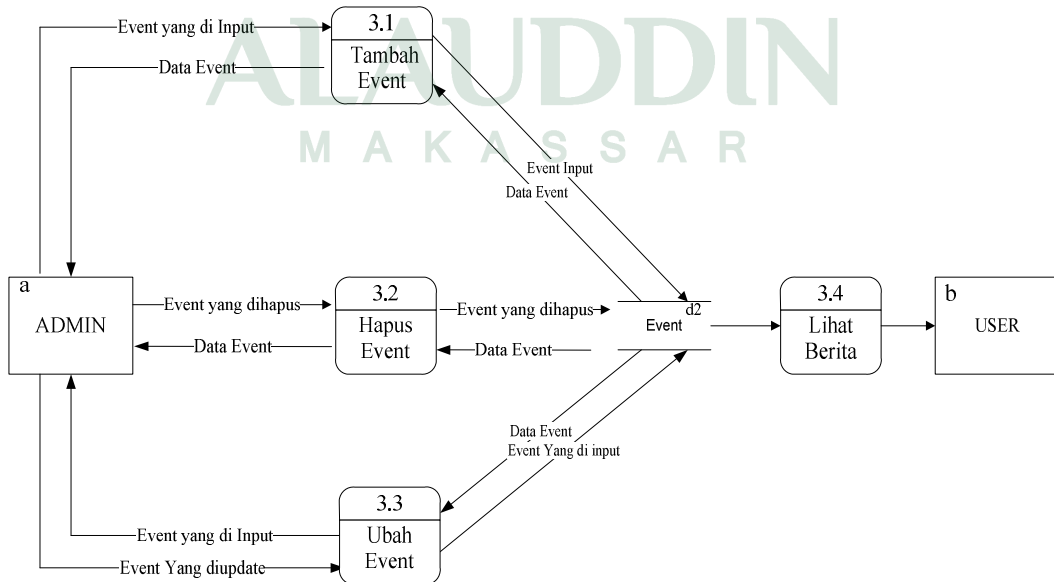 ALAUDDIN
MAKASSAR
Event yang di Input
3.1
Data Event
Tambah
Event
Event Input
Data Event
a
ADMIN
Event yang dihapus
3.2
Hapus
Event
Event yang dihapus
Data Event
Data Event
d2
Event
3.4
Lihat
Berita
b
USER
Data Event
Event Yang di input
3.3
Ubah
Event
Event yang di Input
Event Yang diupdate